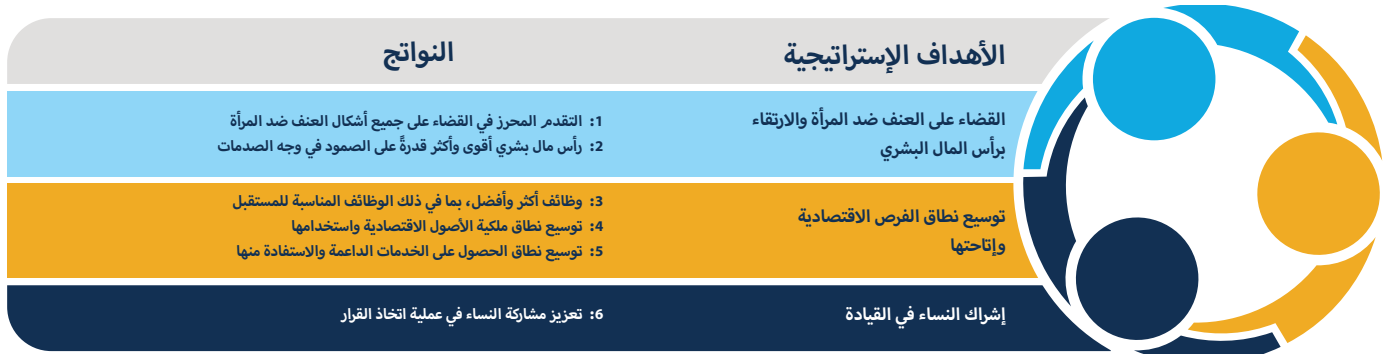 الأهداف الإستراتيجية
النواتج
القضاء على العنف ضد المرأة والارتقاء
برأس المال البشري
1: التقدم المحرز في القضاء على جميع أشكال العنف ضد المرأة
2: رأس مال بشري أقوى وأكثر قدرةً على الصمود في وجه الصدمات
توسيع نطاق الفرص الاقتصادية
وإتاحتها
3: وظائف أكثر وأفضل، بما في ذلك الوظائف المناسبة للمستقبل
4: توسيع نطاق ملكية الأصول الاقتصادية واستخدامها
5: توسيع نطاق الحصول على الخدمات الداعمة والاستفادة منها
إشراك النساء في القيادة
6: تعزيز مشاركة النساء في عملية اتخاذ القرار